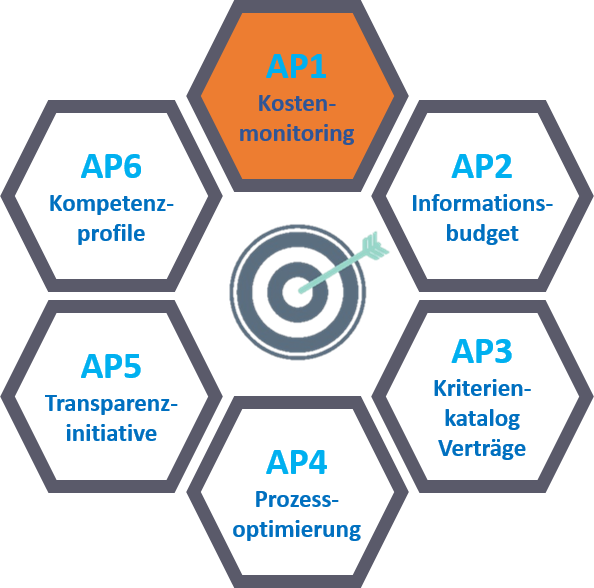 AP1
Kosten-
monitoring
AP2
Informations-
budget
AP3
Kriterien-
katalog
Verträge
AP4
Prozess-
optimierung
AP5
Transparenz-
initiative
AP6
Kompetenz-
profile